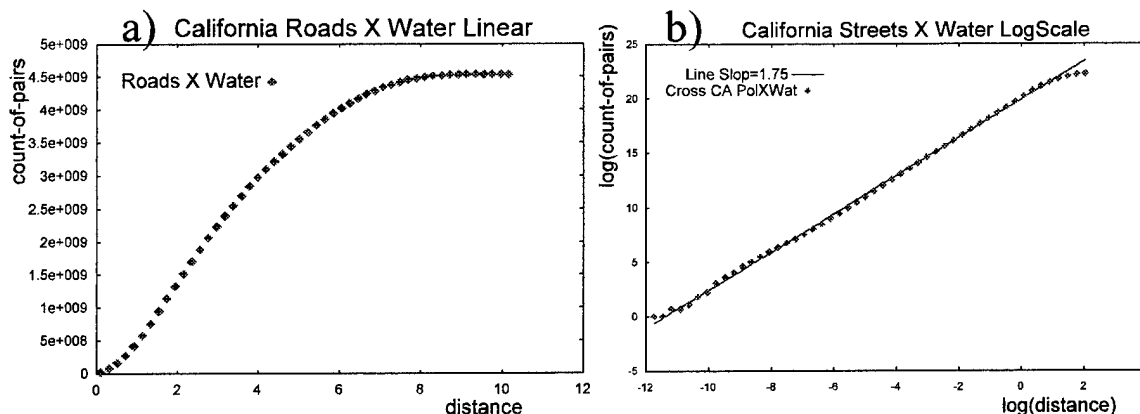 a) California Roads X Water Linear
5e+009
4.5e+009
4e+009
3.5e+009
3e+009
2.5e+009
2e+009
1.5e+009
1e+009
5e+008
0
count-of-pairs
Roads X Water
0 2 4 6 8 10 12
distance
b) California Streets X Water LogScale
25
20
15
10
5
0
-5
log(count-of-pairs)
Line Slop=1.75
Cross CA PolXWat
-12 -10 -8 -6 -4 -2 0 2
log(distance)